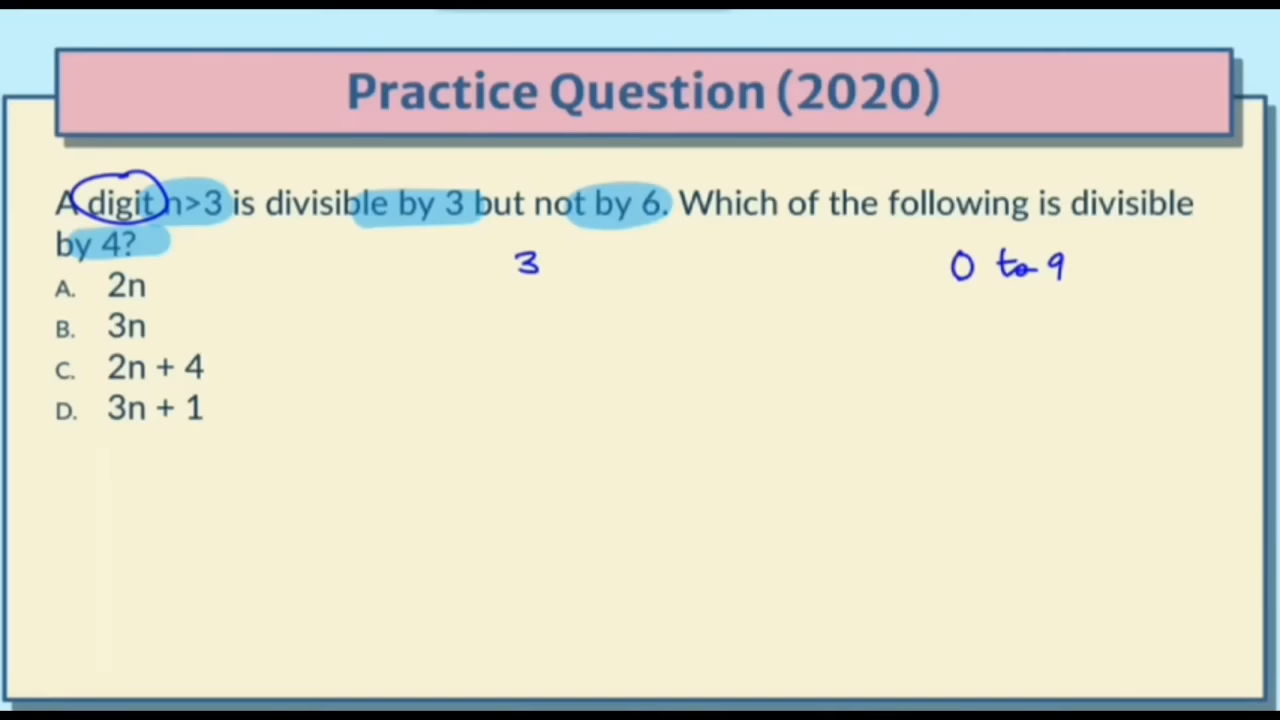 Practice Question (2020)
A digit n>3 is divisible by 3 but not by 6. Which of the following is divisible
by 4?
3
0 to 9
A. 2n
B. 3n
C. 2n + 4
D. 3n + 1